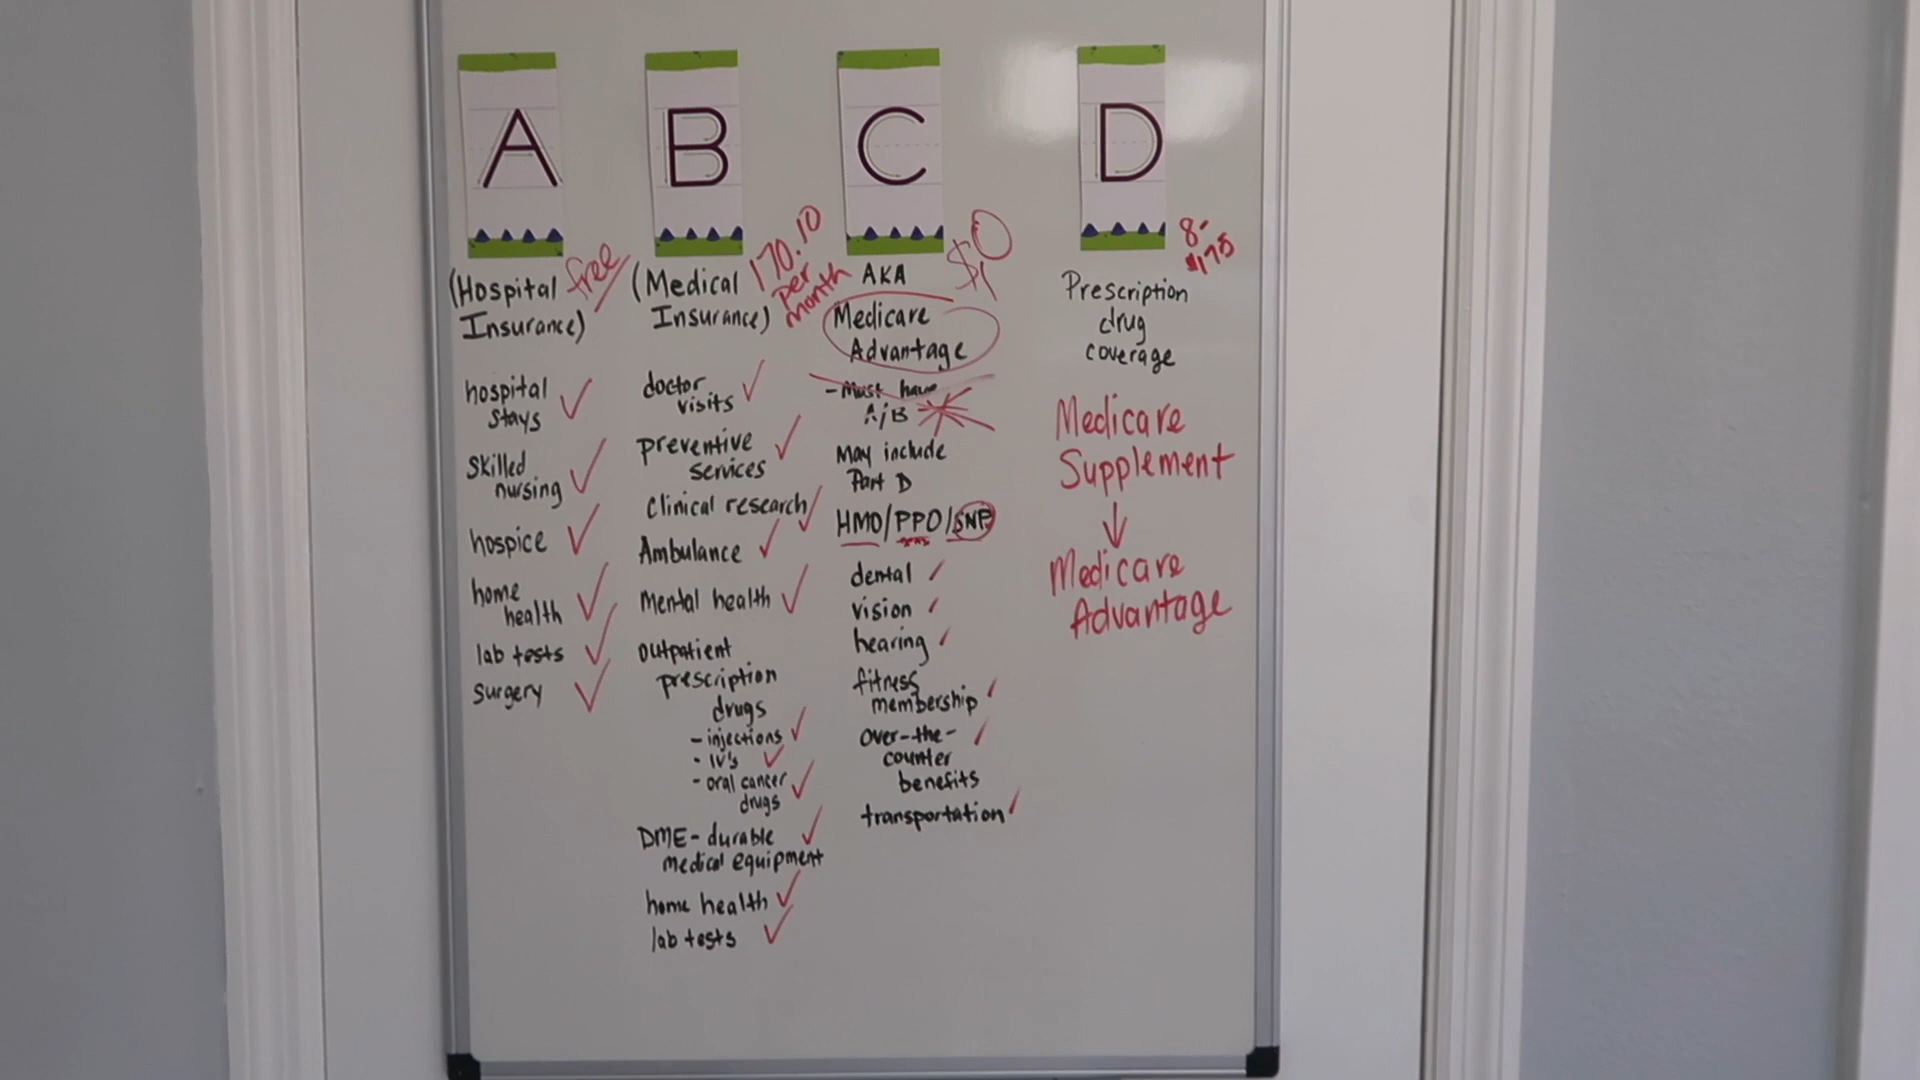 A
(Hospital
Insurance)
free
hospital
stays
skilled
nursing
hospice
home
health
lab tests
surgery
B
(Medical
Insurance)
170.10
per
month
doctor
visits
preventive
services
Clinical research
Ambulance
Mental health
outpatient
prescription
drugs
- injections
- IV's
- oral cancer
drugs
DME - durable
medical equipment
home health
lab tests
C
$0
AKA
Medicare
Advantage
- Must have
A/B
May include
Part D
HMO/PPO/SNP
dental
vision
hearing
fitness
membership
over-the-
counter
benefits
transportation
D
8-
$175
Prescription
drug
coverage
Medicare
Supplement
Medicare
Advantage